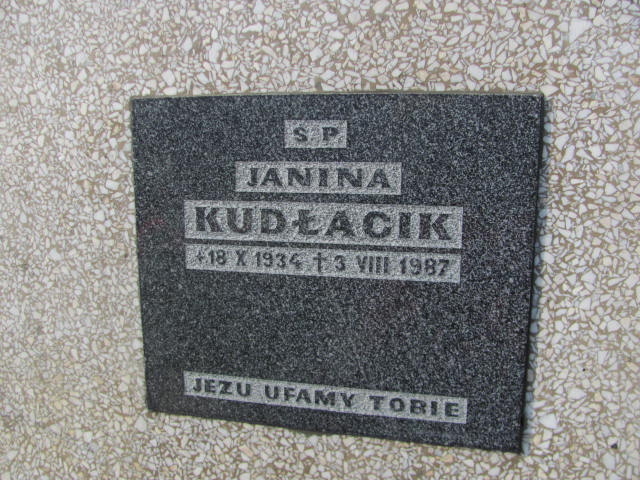 S P
JANINA
KUDŁACIK
+18 X 1934 † 3 VIII 1987
JEZU UFAMY TOBIE